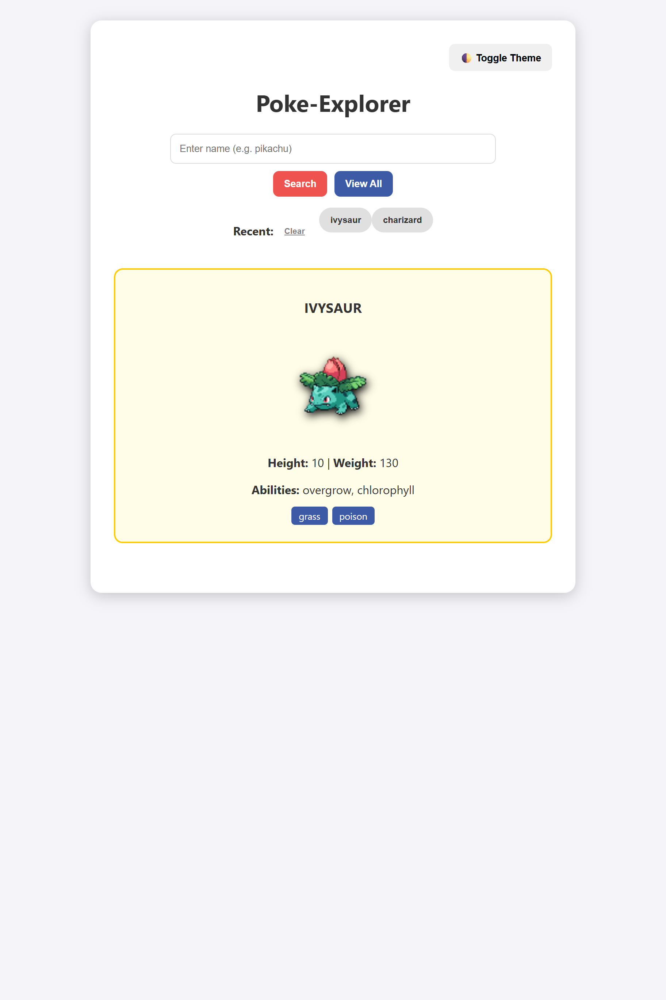 Toggle Theme
Poke-Explorer
Enter name (e.g. pikachu)
Search View All
Recent: Clear ivysaur charizard
IVYSAUR
Height: 10 | Weight: 130
Abilities: overgrow, chlorophyll
grass poison